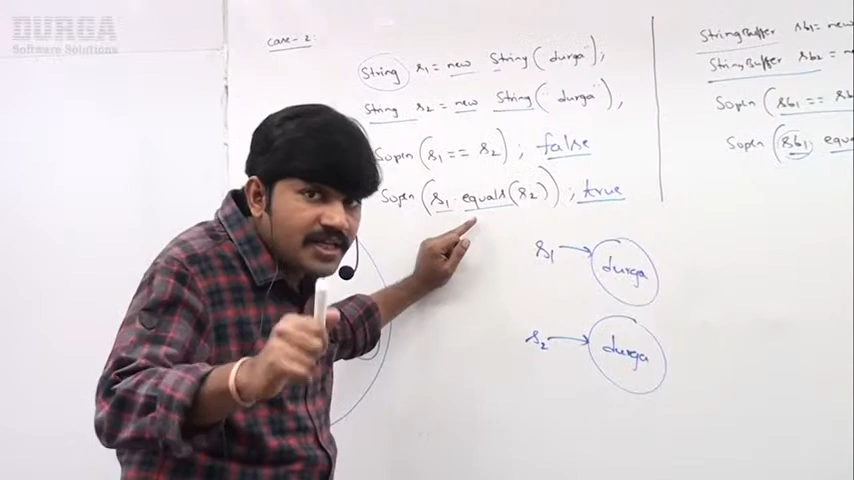 DURGA
Software Solutions
case-2:
String s1 = new String("durga");
String s2 = new String("durga");
Sopln(s1 == s2); false
Sopln(s1.equals(s2)); true
s1 → durga
s2 → durga
StringBuffer sb1 = new
StringBuffer sb2 = ne
Sopln(sb1 == sb
Sopln(sb1. equa